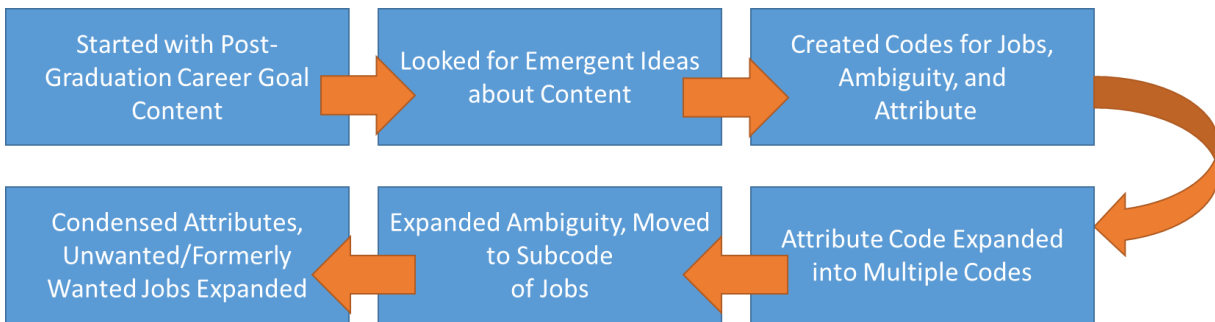 Started with Post-
Graduation Career Goal
Content
Looked for Emergent Ideas
about Content
Created Codes for Jobs,
Ambiguity, and
Attribute
Attribute Code Expanded
into Multiple Codes
Expanded Ambiguity, Moved
to Subcode
of Jobs
Condensed Attributes,
Unwanted/Formerly
Wanted Jobs Expanded